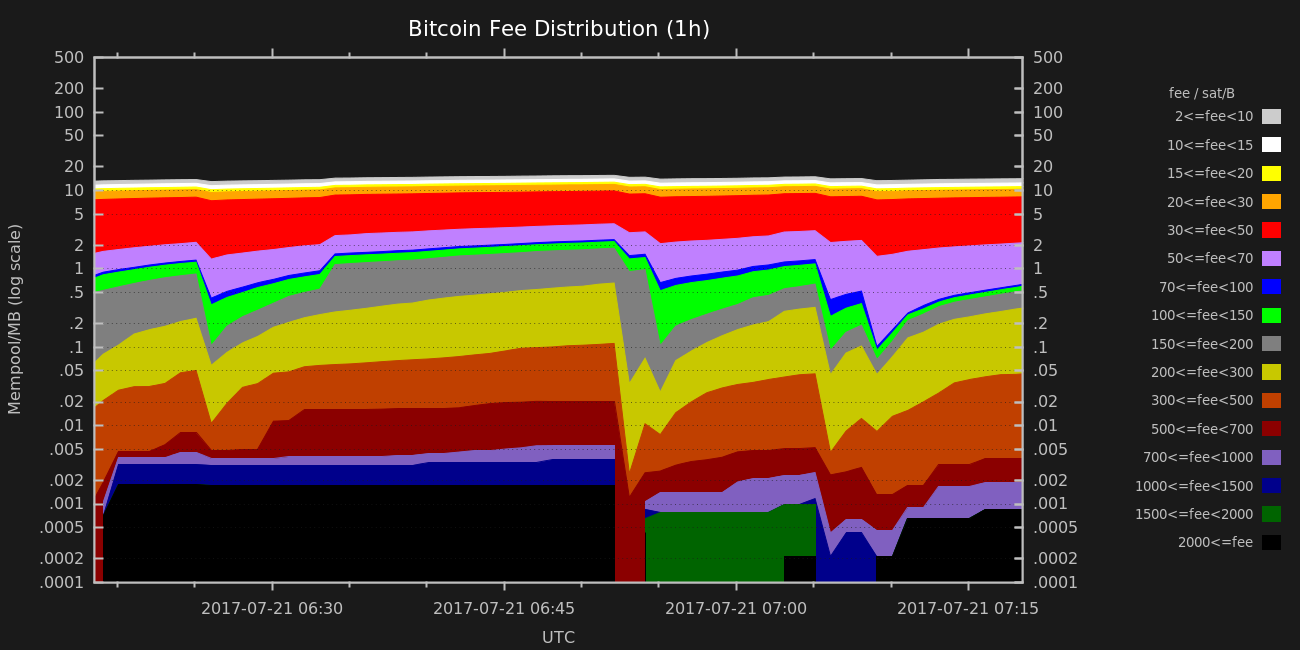 Bitcoin Fee Distribution (1h)
500 500
200 200
100 100
50 50
20 20
10 10
5 5
2 2
1 1
.5 .5
.2 .2
.1 .1
.05 .05
.02 .02
.01 .01
.005 .005
.002 .002
.001 .001
.0005 .0005
.0002 .0002
.0001 .0001
Mempool/MB (log scale)
2017-07-21 06:30 2017-07-21 06:45 2017-07-21 07:00 2017-07-21 07:15
UTC
fee / sat/B
2<=fee<10
10<=fee<15
15<=fee<20
20<=fee<30
30<=fee<50
50<=fee<70
70<=fee<100
100<=fee<150
150<=fee<200
200<=fee<300
300<=fee<500
500<=fee<700
700<=fee<1000
1000<=fee<1500
1500<=fee<2000
2000<=fee